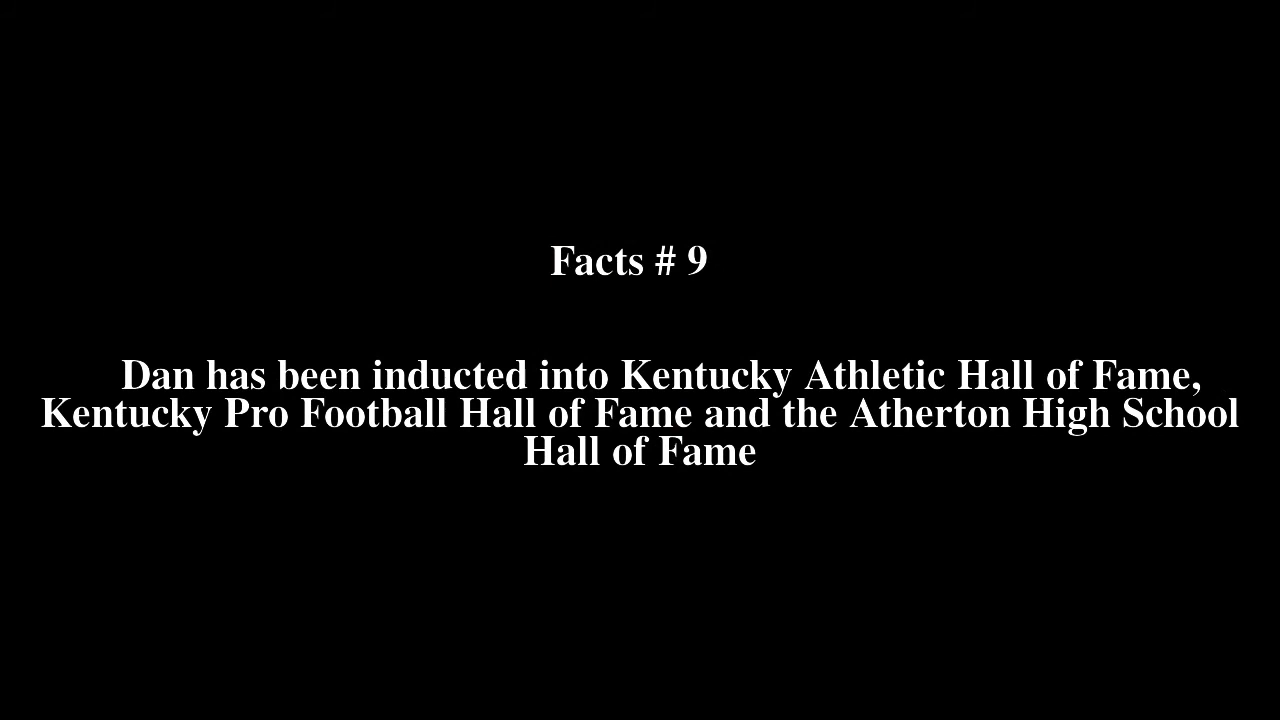 Facts # 9
Dan has been inducted into Kentucky Athletic Hall of Fame,
Kentucky Pro Football Hall of Fame and the Atherton High School
Hall of Fame